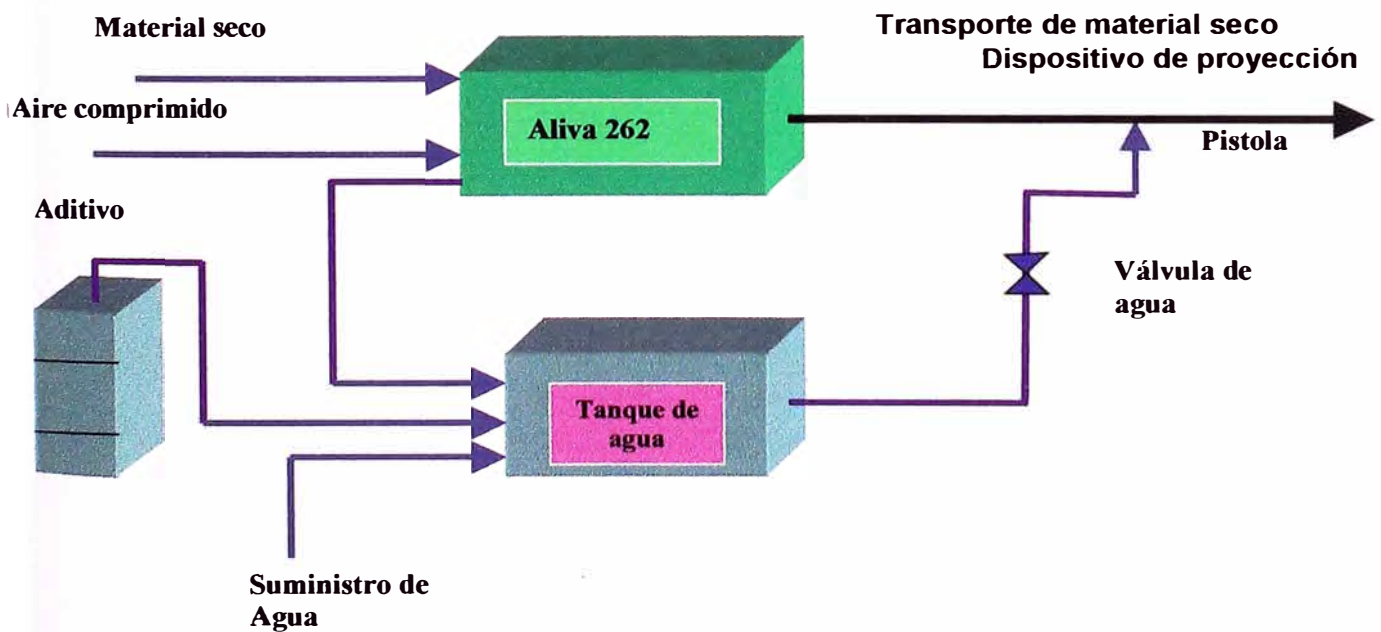 Material seco
Transporte de material seco
Dispositivo de proyección
Aire comprimido
Aliva 262
Pistola
Aditivo
Válvula de
agua
Tanque de
agua
Suministro de
Agua